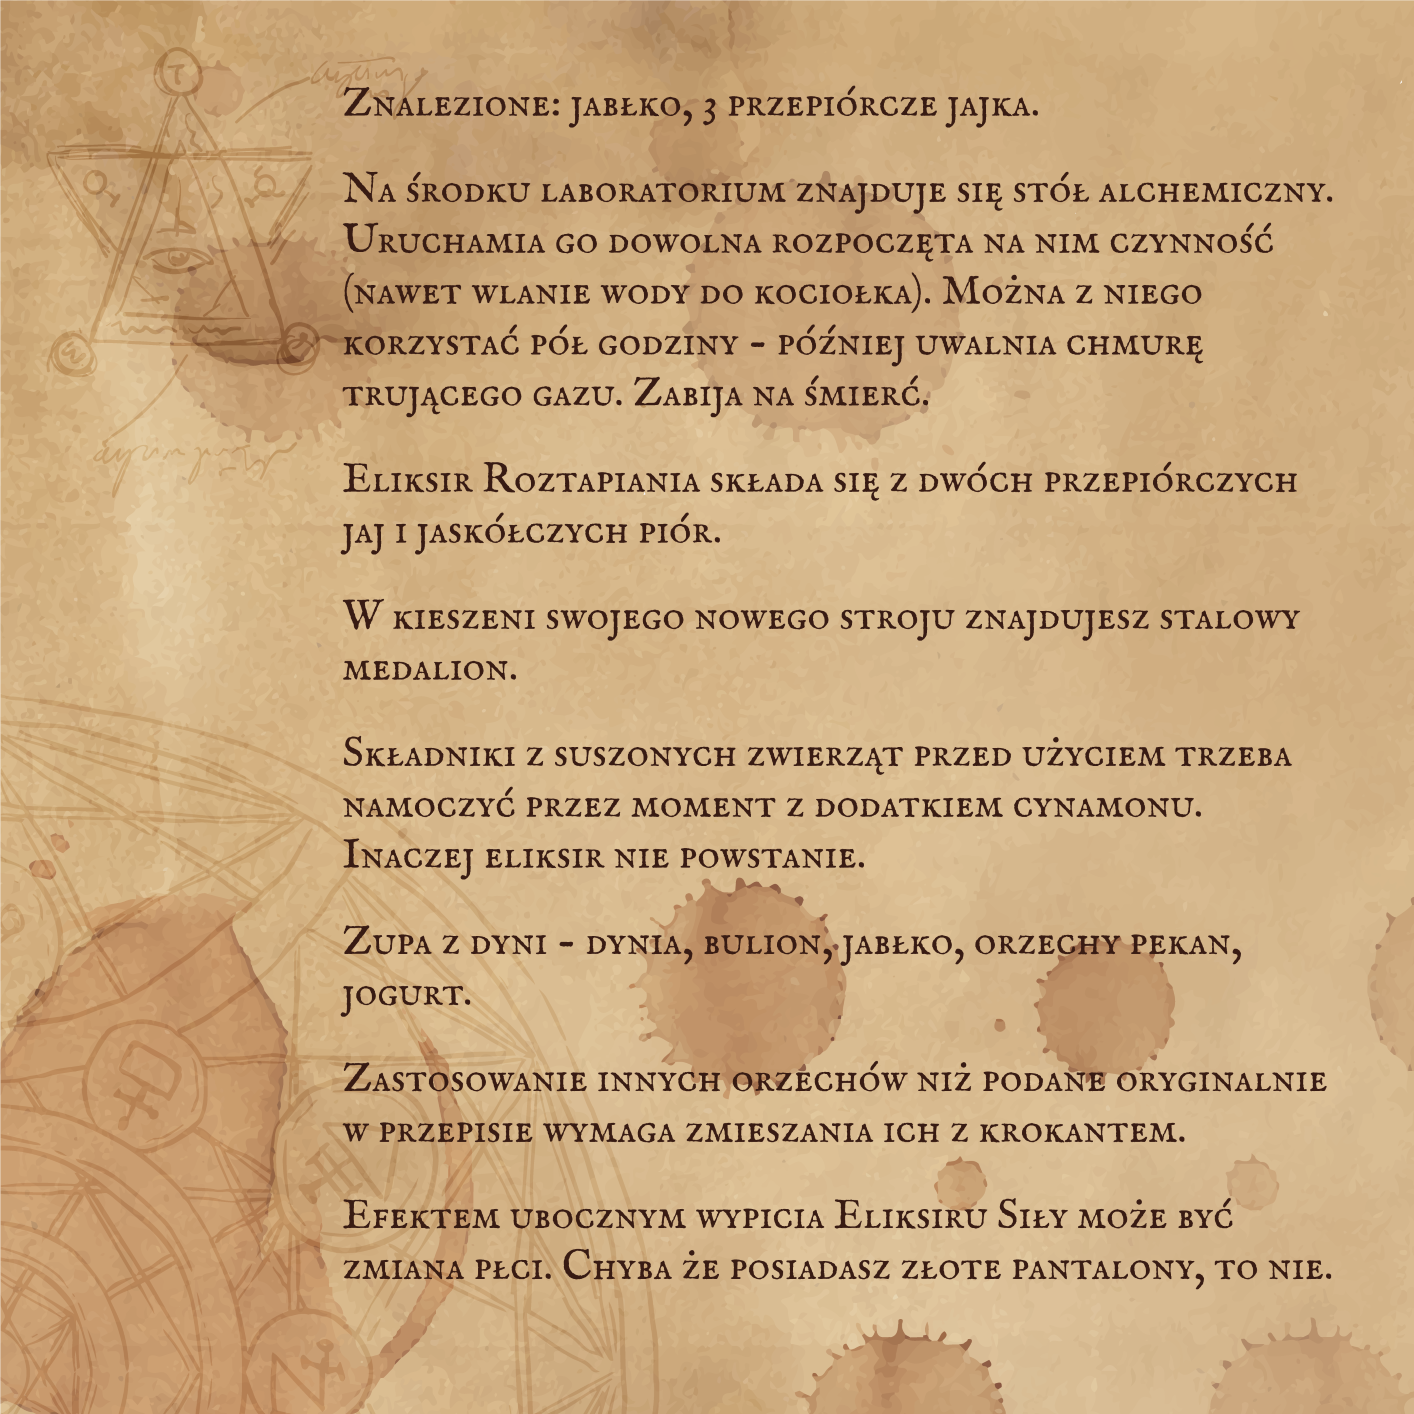 Znalezione: jabłko, 3 przepiórcze jajka.
Na środku laboratorium znajduje się stół alchemiczny.
Uruchamia go dowolna rozpoczęta na nim czynność
(nawet wlanie wody do kociołka). Można z niego
korzystać pół godziny – później uwalnia chmurę
trującego gazu. Zabija na śmierć.
Eliksir Roztapiania składa się z dwóch przepiórczych
jaj i jaskółczych piór.
W kieszeni swojego nowego stroju znajdujesz stalowy
medalion.
Składniki z suszonych zwierząt przed użyciem trzeba
namoczyć przez moment z dodatkiem cynamonu.
Inaczej eliksir nie powstanie.
Zupa z dyni – dynia, bulion, jabłko, orzechy pekan,
jogurt.
Zastosowanie innych orzechów niż podane oryginalnie
w przepisie wymaga zmieszania ich z krokantem.
Efektem ubocznym wypicia Eliksiru Siły może być
zmiana płci. Chyba że posiadasz złote pantalony, to nie.